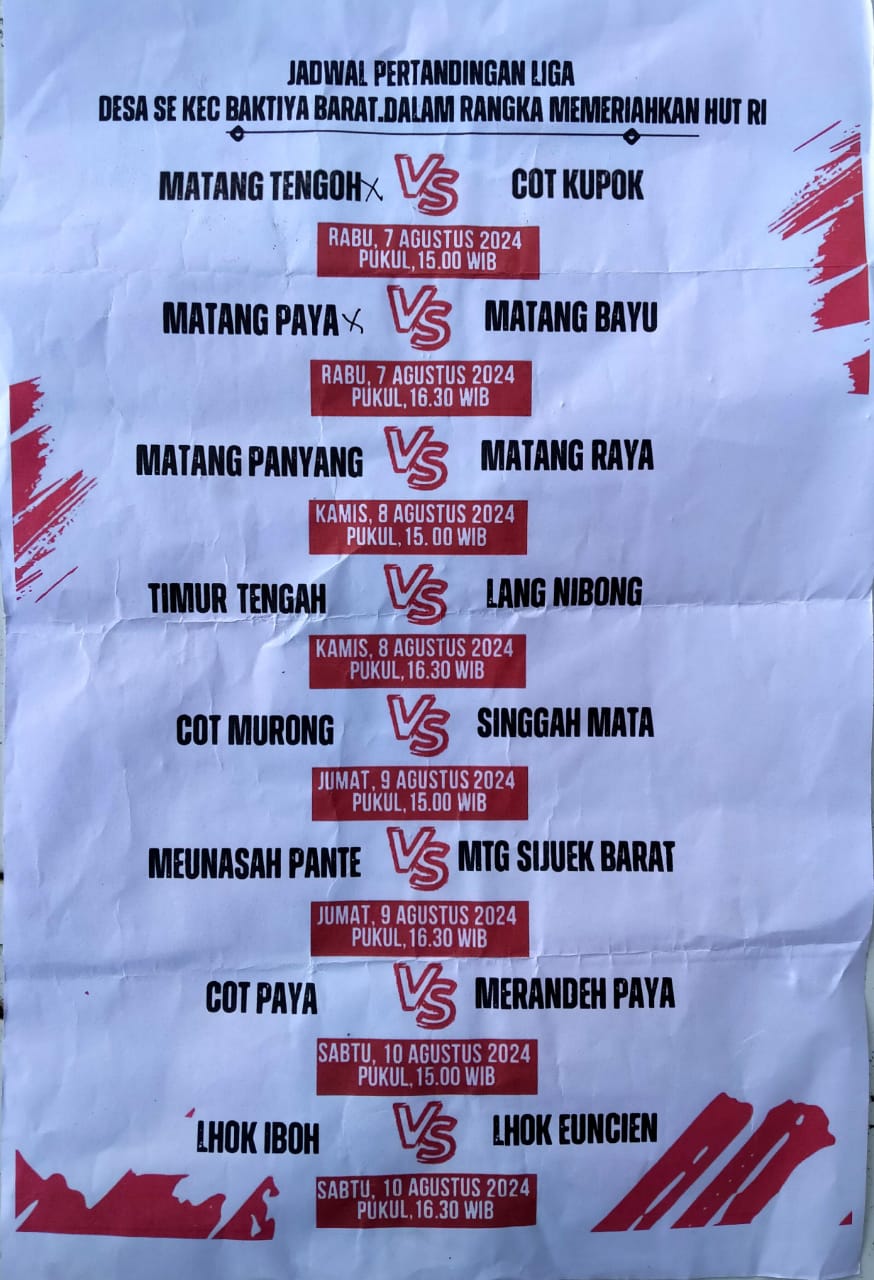 JADWAL PERTANDINGAN LIGA
DESA SE KEC BAKTIYA BARAT.DALAM RANGKA MEMERIAHKAN HUT RI
MATANG TENGOH x VS COT KUPOK
RABU, 7 AGUSTUS 2024
PUKUL,15.00 WIB
MATANG PAYA x VS MATANG BAYU
RABU, 7 AGUSTUS 2024
PUKUL,16.30 WIB
MATANG PANYANG VS MATANG RAYA
KAMIS, 8 AGUSTUS 2024
PUKUL,15. 00 WIB
TIMUR TENGAH VS LANG NIBONG
KAMIS, 8 AGUSTUS 2024
PUKUL,16.30 WIB
COT MURONG VS SINGGAH MATA
JUMAT, 9 AGUSTUS 2024
PUKUL,15.00 WIB
MEUNASAH PANTE VS MTG SIJUEK BARAT
JUMAT, 9 AGUSTUS 2024
PUKUL,16.30 WIB
COT PAYA VS MERANDEH PAYA
SABTU, 10 AGUSTUS 2024
PUKUL,15.00 WIB
LHOK IBOH VS LHOK EUNCIEN
SABTU, 10 AGUSTUS 2024
PUKUL,16.30 WIB